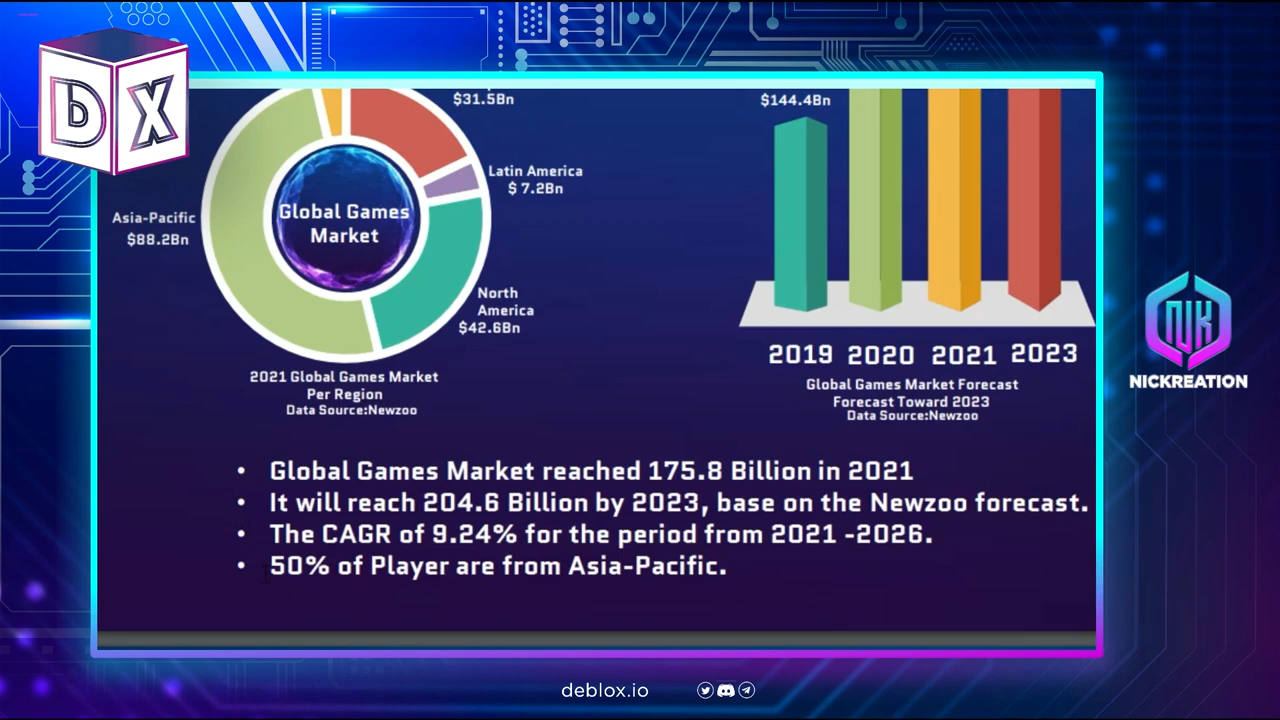 DX
$31.5Bn
Latin America
$ 7.2Bn
Asia-Pacific
$88.2Bn
Global Games
Market
North
America
$42.6Bn
2021 Global Games Market
Per Region
Data Source:Newzoo
$144.4Bn
2019 2020 2021 2023
Global Games Market Forecast
Forecast Toward 2023
Data Source:Newzoo
NK
NICKREATION
• Global Games Market reached 175.8 Billion in 2021
• It will reach 204.6 Billion by 2023, base on the Newzoo forecast.
• The CAGR of 9.24% for the period from 2021 -2026.
• 50% of Player are from Asia-Pacific.
deblox.io